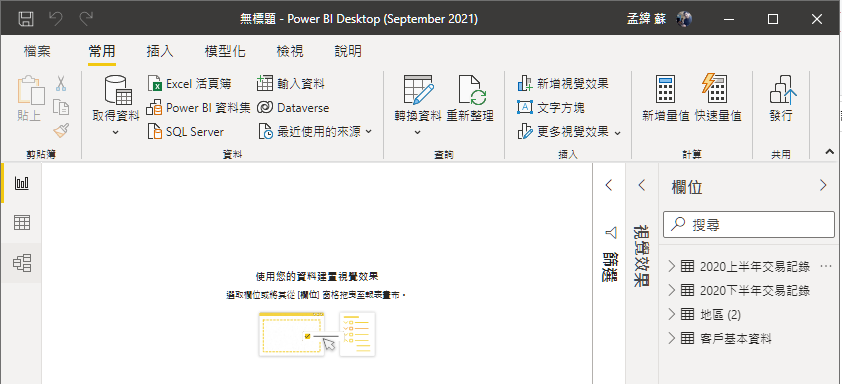 無標題 - Power BI Desktop (September 2021)
孟緯 蘇
檔案 常用 插入 模型化 檢視 說明
貼上
剪貼簿
取得資料
Excel 活頁簿
Power BI 資料集
SQL Server
輸入資料
Dataverse
最近使用的來源
資料
轉換資料 重新整理
查詢
新增視覺效果
文字方塊
更多視覺效果
插入
新增量值 快速量值
計算
發行
共用
使用您的資料建置視覺效果
選取欄位或將其從 [欄位] 窗格拖曳至報表畫布。
篩選
視覺效果
欄位
搜尋
2020上半年交易記錄 ...
2020下半年交易記錄
地區 (2)
客戶基本資料